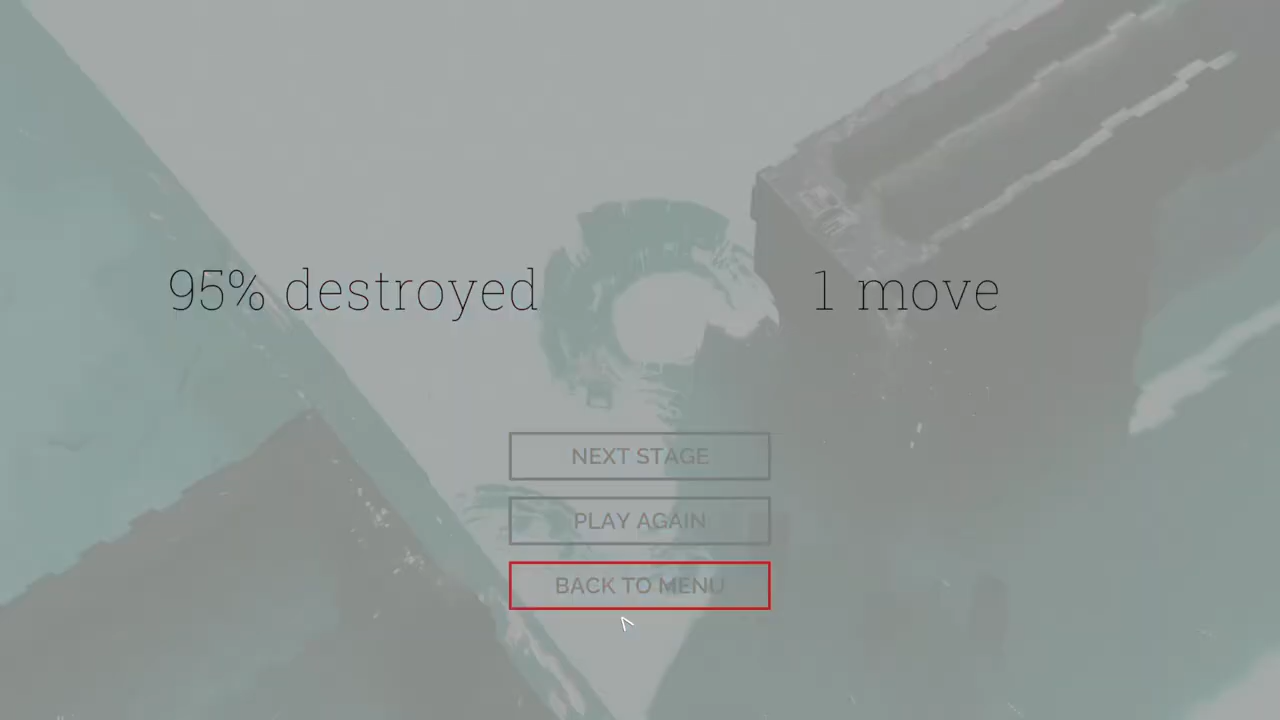 95% destroyed
1 move
NEXT STAGE
PLAY AGAIN
BACK TO MENU